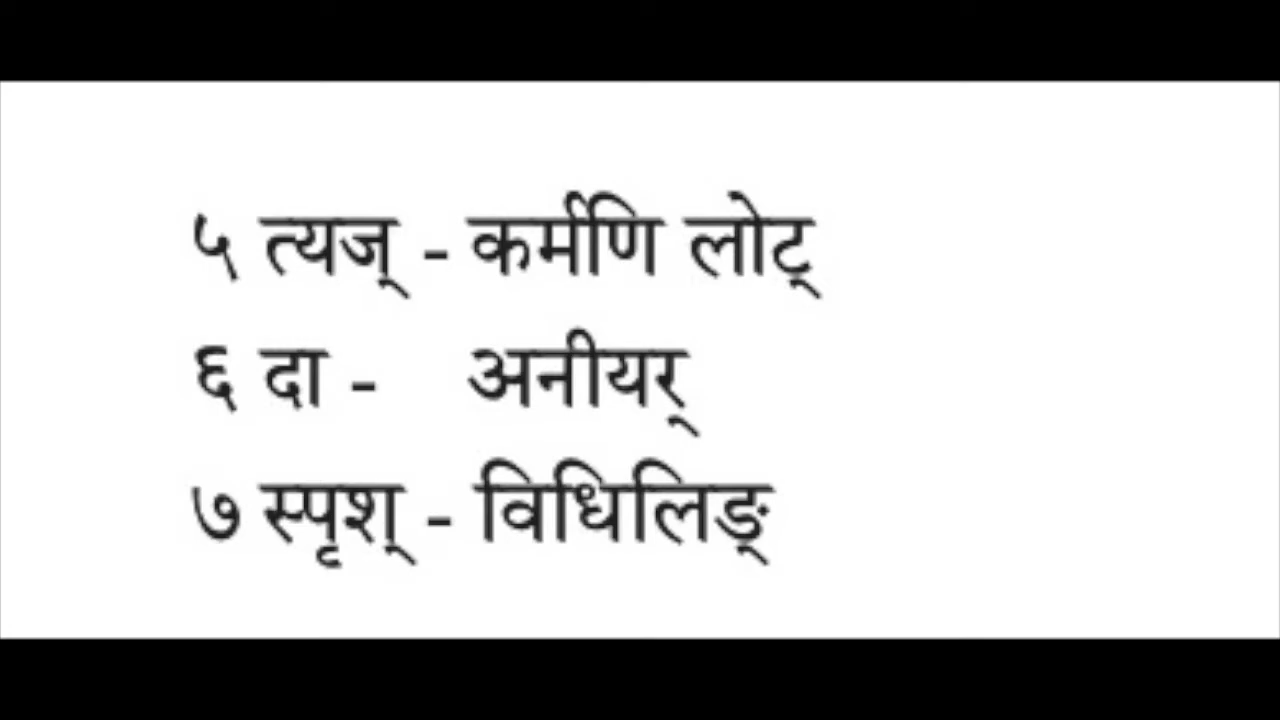 ५ त्यज् - कर्मणि लोट्
६ दा - अनीयर्
७ स्पृश् - विधिलिङ्